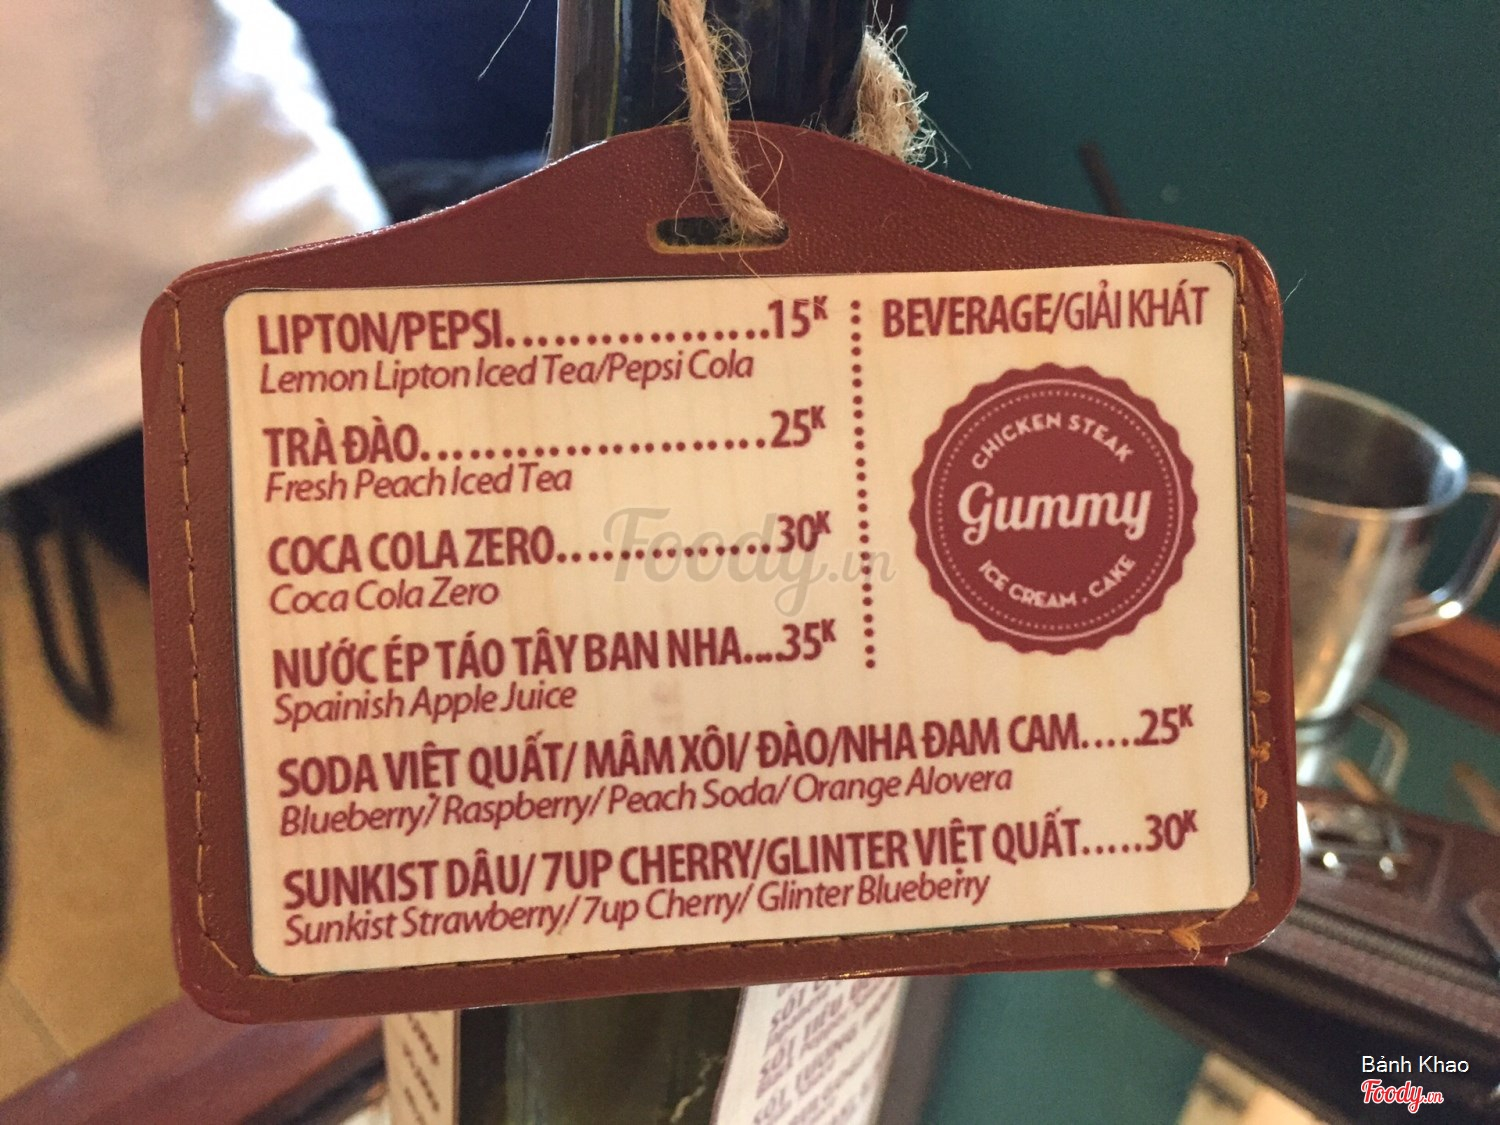 LIPTON/PEPSI..................15K
Lemon Lipton Iced Tea/Pepsi Cola
TRÀ ĐÀO.......................25K
Fresh Peach Iced Tea
COCA COLA ZERO..............30K
Coca Cola Zero
NƯỚC ÉP TÁO TÂY BAN NHA....35K
Spainish Apple Juice
SODA VIỆT QUẤT/ MÂM XÔI/ ĐÀO/NHA ĐAM CAM.....25K
Blueberry/ Raspberry/ Peach Soda/ Orange Alovera
SUNKIST DÂU/ 7UP CHERRY/GLINTER VIỆT QUẤT.....30K
Sunkist Strawberry/ 7up Cherry/ Glinter Blueberry
BEVERAGE/GIẢI KHÁT
CHICKEN STEAK
Gummy
ICE CREAM . CAKE
Foody.vn
Bảnh Khao
Foody.vn